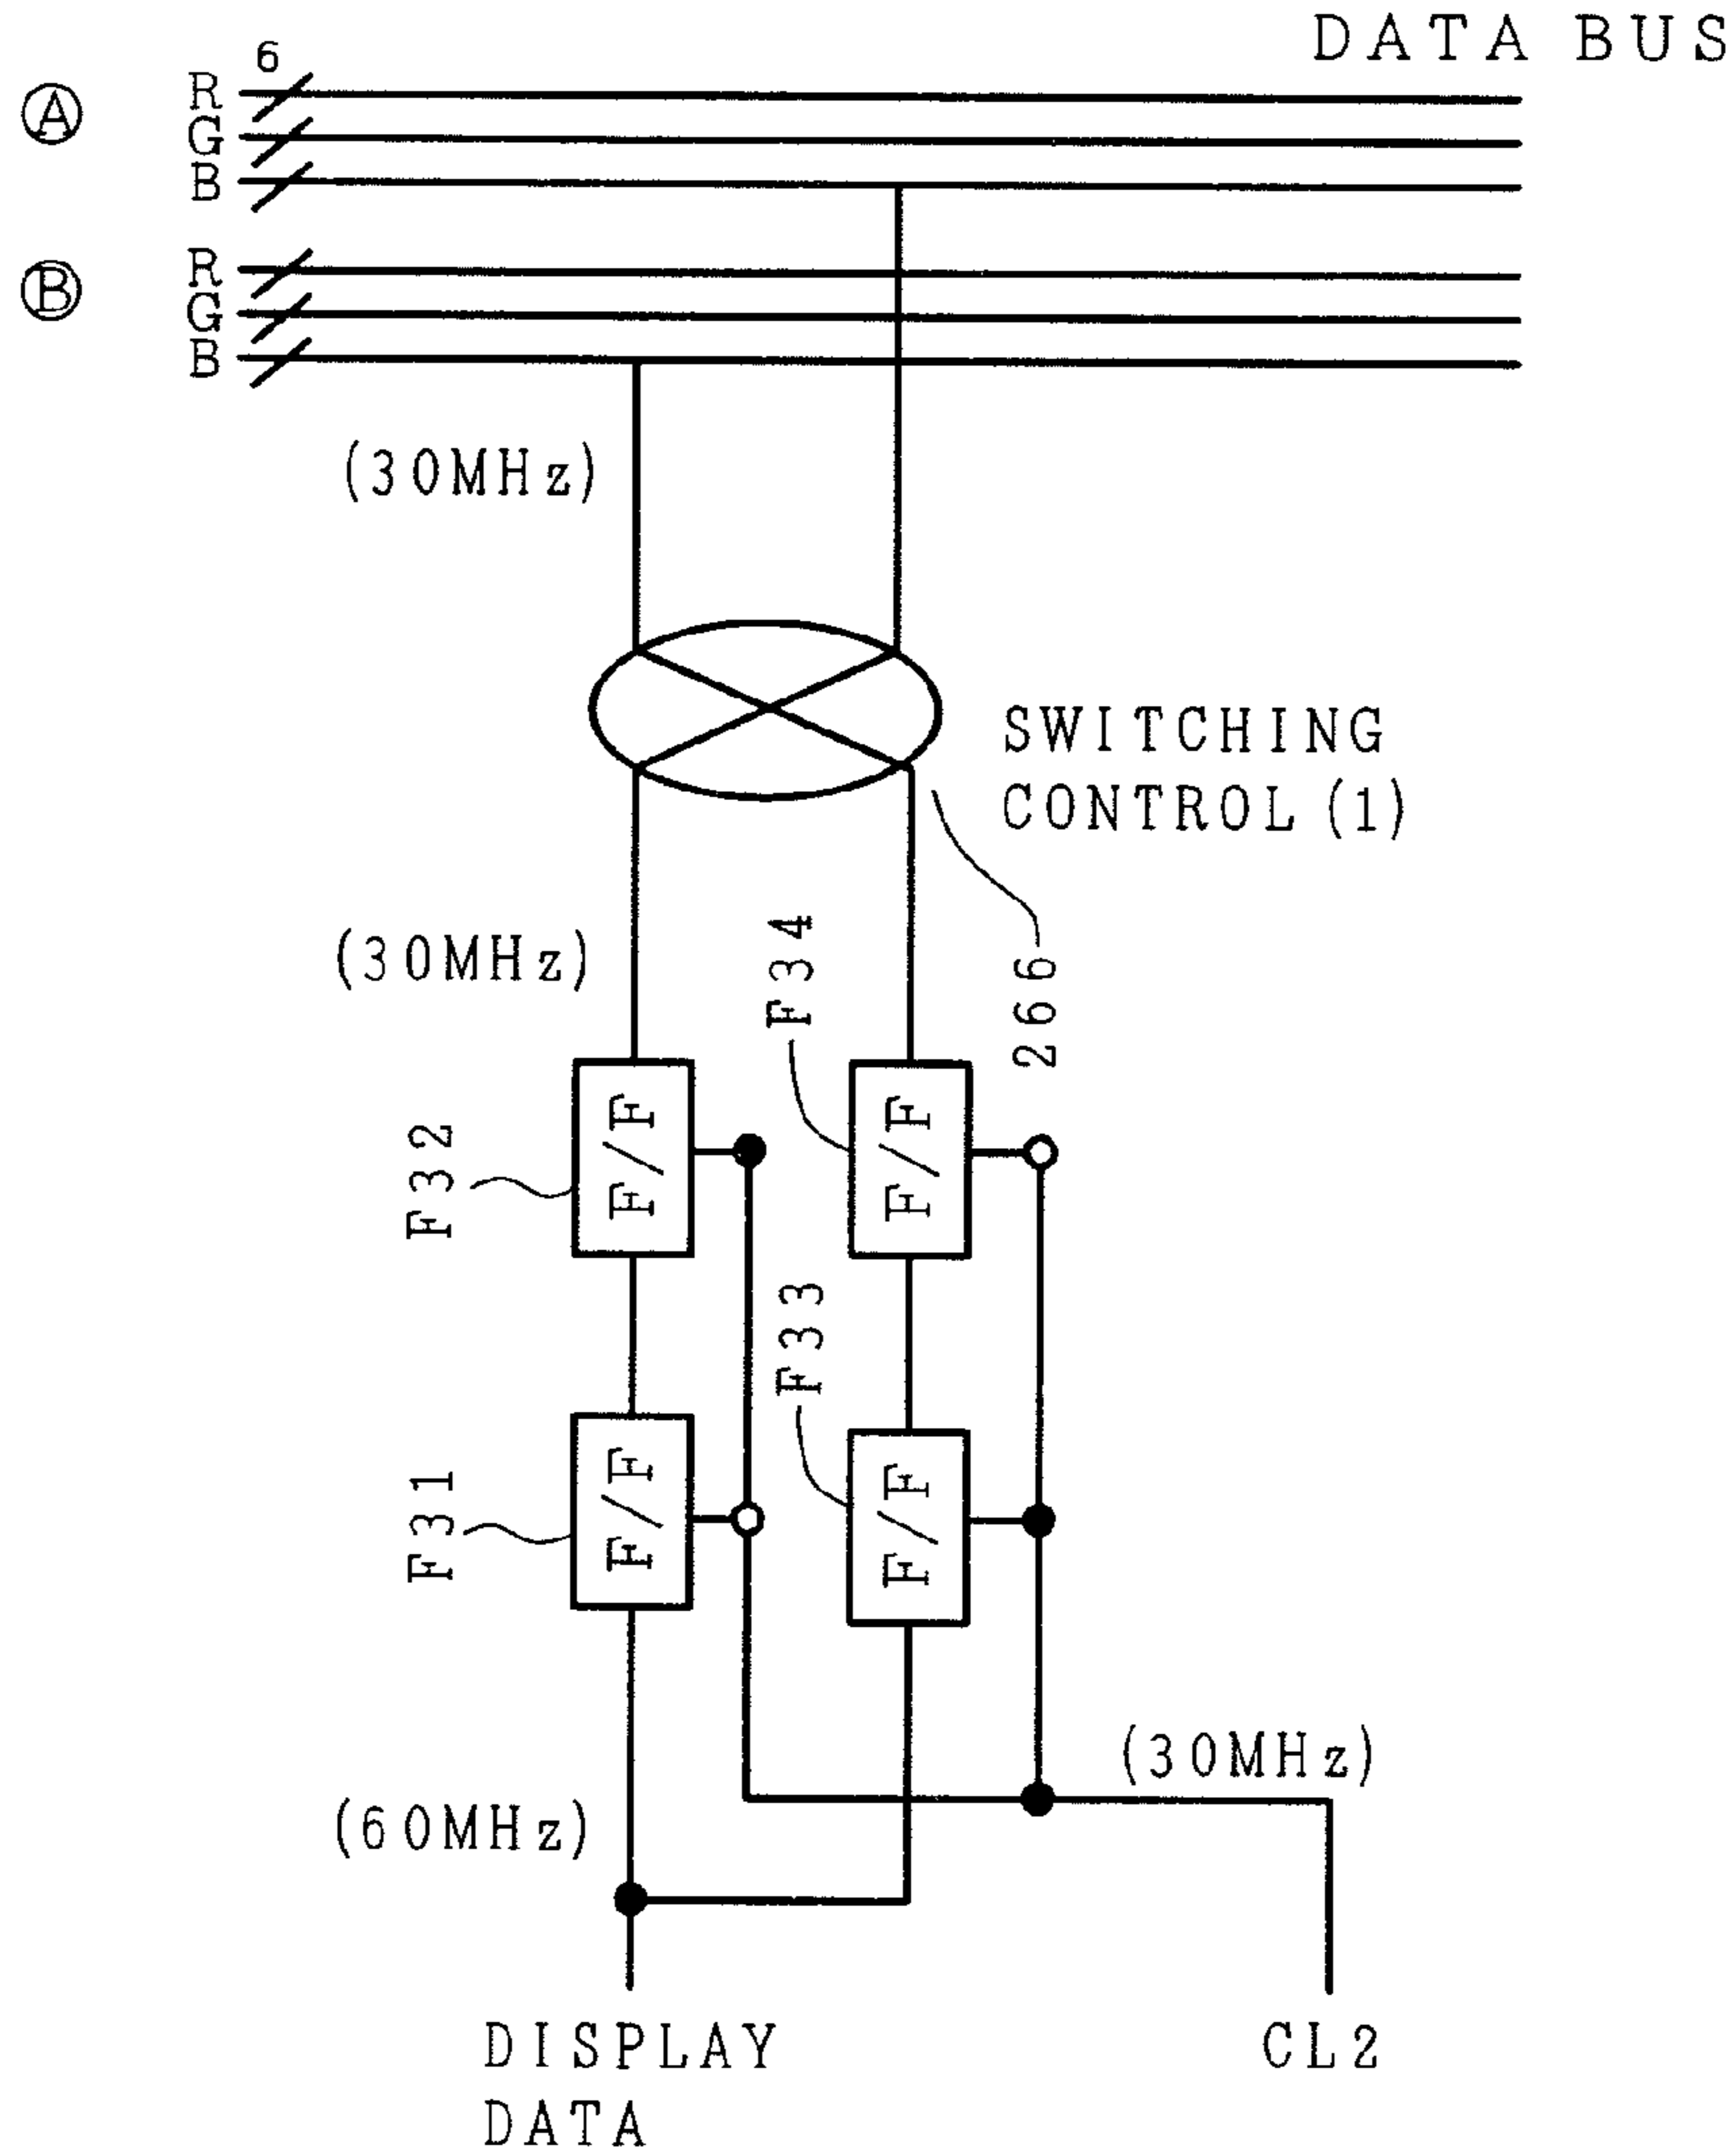 DATA BUS
6
A
R
G
B
B
R
G
B
(30MHz)
SWITCHING
CONTROL (1)
(30MHz)
F34
266
F/F
F/F
F32
F33
F/F
F/F
F31
(30MHz)
(60MHz)
DISPLAY
DATA
CL2